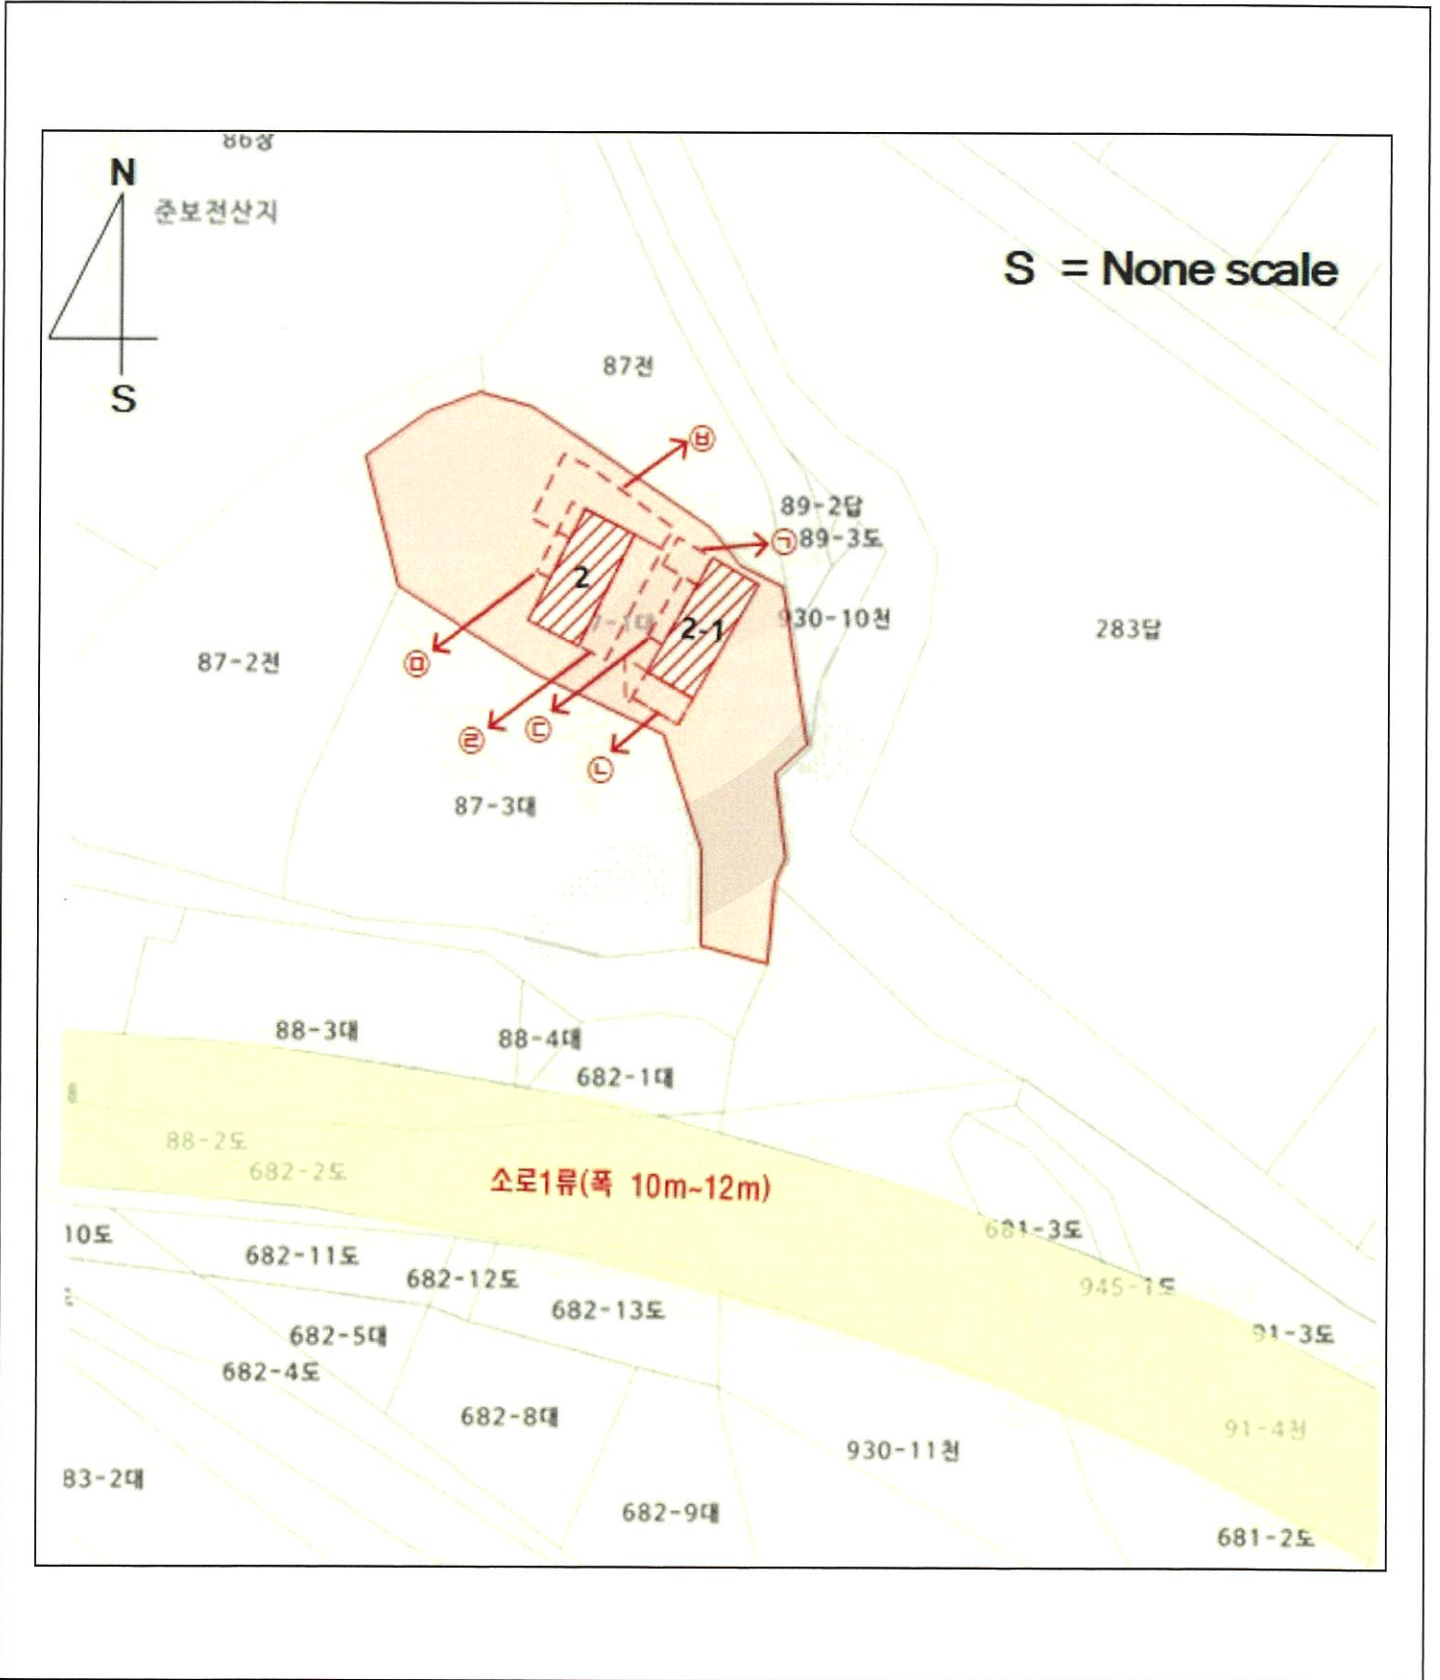 N
준보전산지
S = None scale
S
87전
ㅂ
89-2답
ㄱ 89-3도
2
7-1대
2-1
930-10천
283답
87-2전
ㅁ
ㄹ
ㄷ
ㄴ
87-3대
88-3대
88-4대
682-1대
88-2도
682-2도
소로1류(폭 10m~12m)
681-3도
10도
682-11도
682-12도
945-1도
682-13도
91-3도
682-5대
682-4도
682-8대
91-4천
930-11천
83-2대
682-9대
681-2도